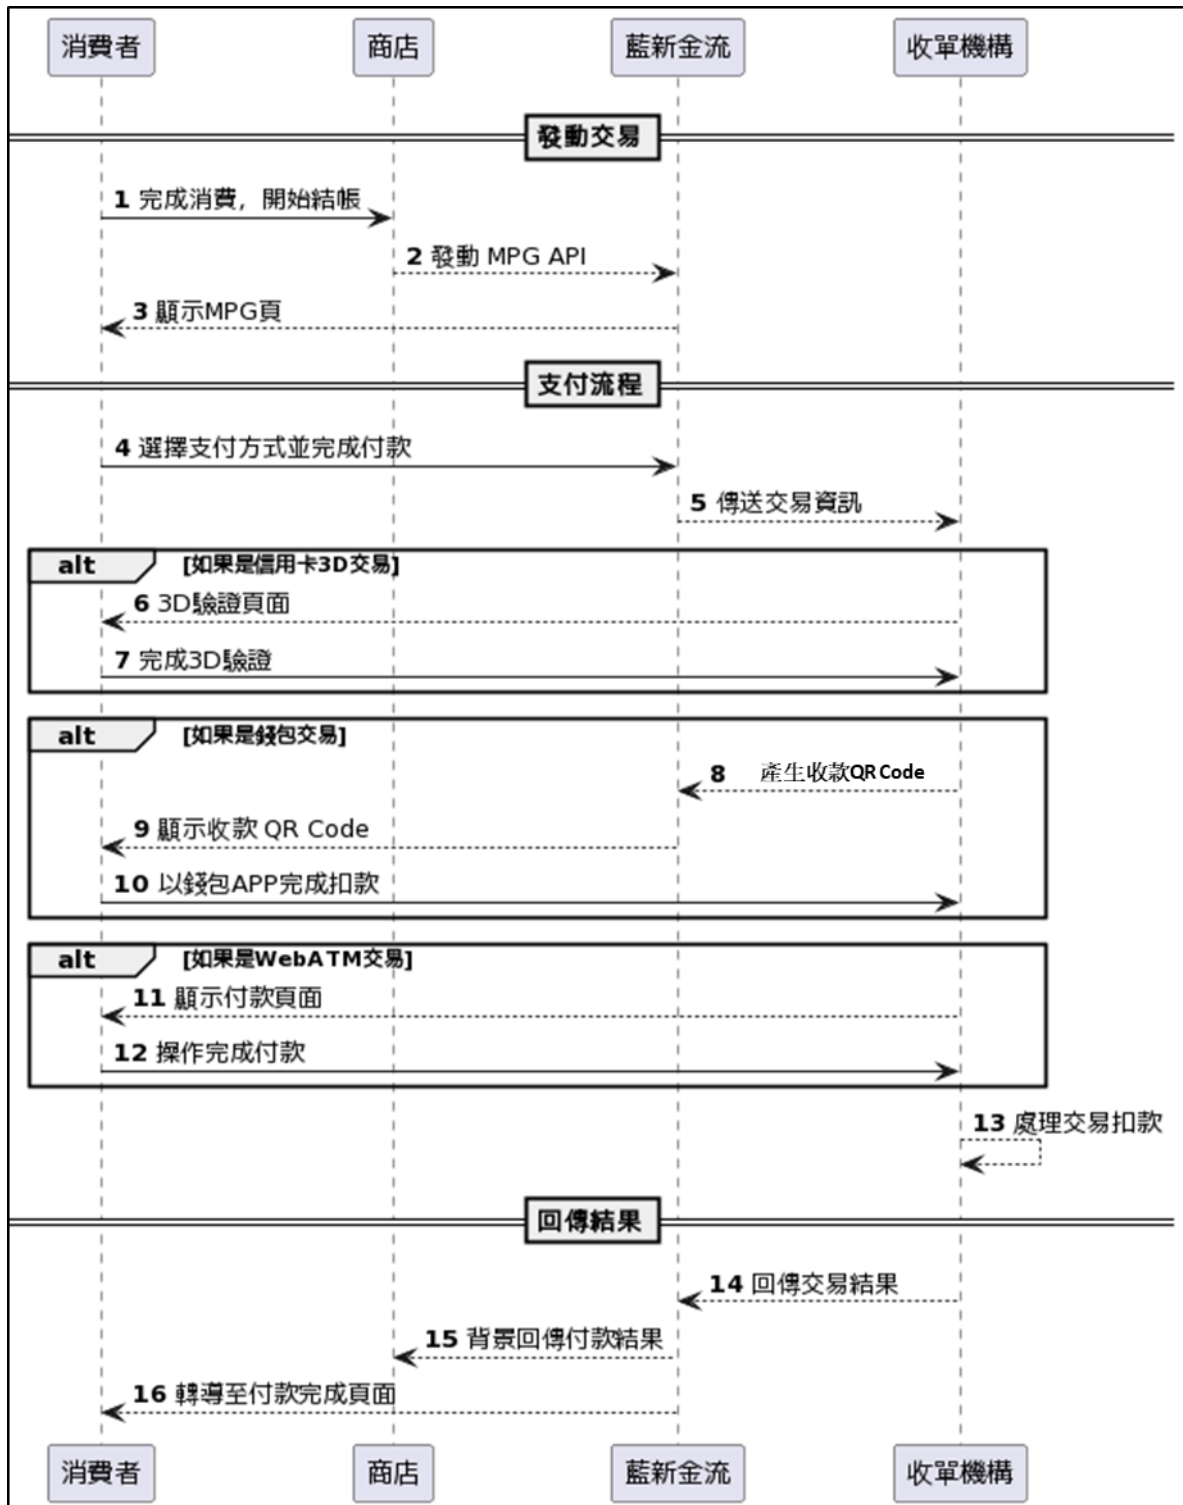 消費者 商店 藍新金流 收單機構
發動交易
1 完成消費，開始結帳
2 發動 MPG API
3 顯示MPG頁
支付流程
4 選擇支付方式並完成付款
5 傳送交易資訊
alt [如果是信用卡3D交易]
6 3D驗證頁面
7 完成3D驗證
alt [如果是錢包交易]
8 產生收款QR Code
9 顯示收款 QR Code
10 以錢包APP完成扣款
alt [如果是WebATM交易]
11 顯示付款頁面
12 操作完成付款
13 處理交易扣款
回傳結果
14 回傳交易結果
15 背景回傳付款結果
16 轉導至付款完成頁面
消費者 商店 藍新金流 收單機構